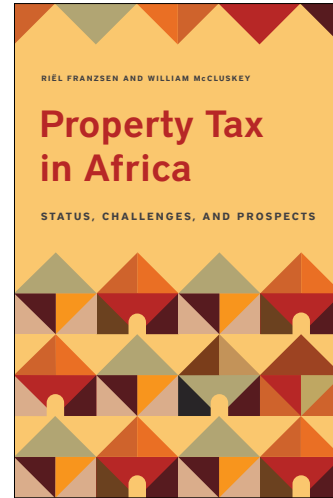 RIËL FRANZSEN AND WILLIAM McCLUSKEY
Property Tax
in Africa
STATUS, CHALLENGES, AND PROSPECTS